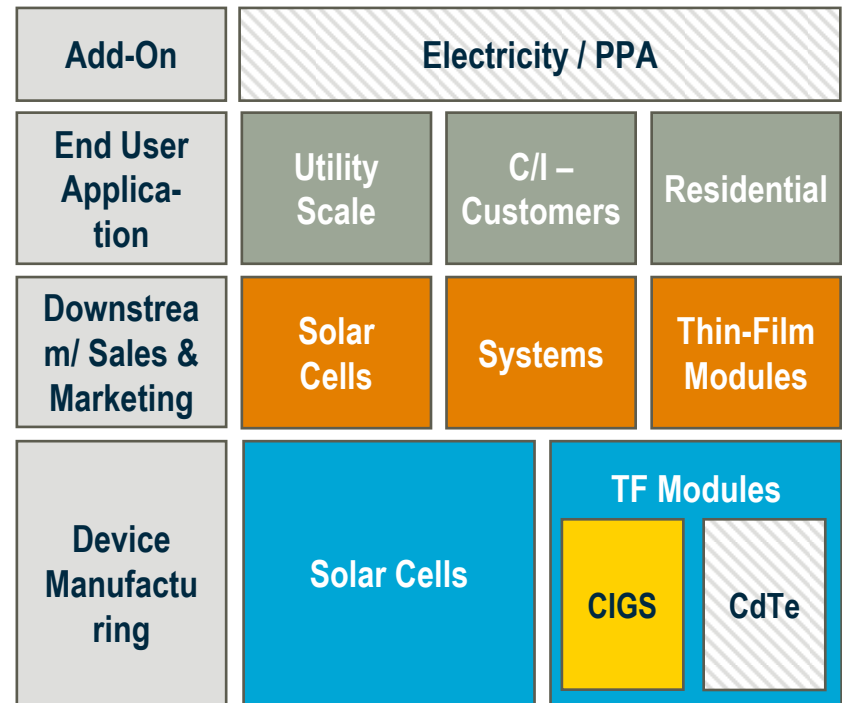 Add-On
Electricity / PPA
End User
Applica-
tion
Utility
Scale
C/I –
Customers
Residential
Downstrea
m/ Sales &
Marketing
Solar
Cells
Systems
Thin-Film
Modules
Device
Manufactu
ring
Solar Cells
TF Modules
CIGS
CdTe